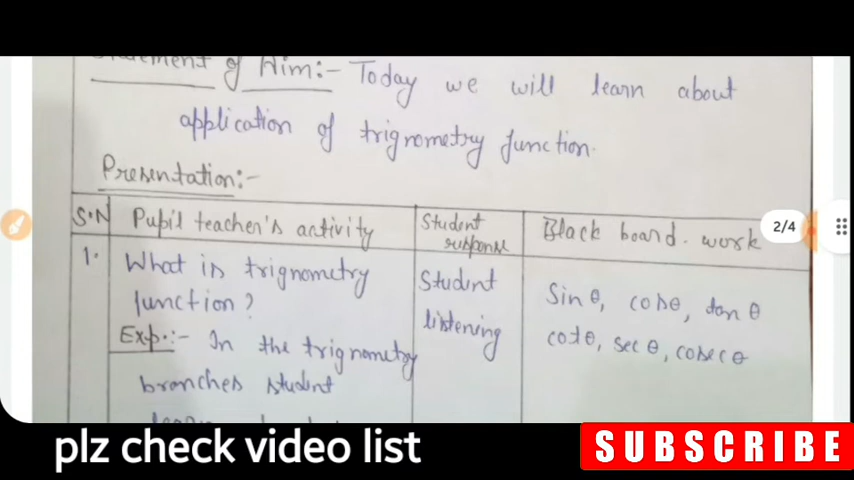 Statement of Aim:- Today we will learn about
application of trignometry function.
Presentation:-
S.N Pupil teacher's activity Student response Black board. work
2/4
1. What is trignometry function?
Student listening
Sin θ, cosθ, tan θ
cotθ, sec θ, cosec θ
Exp.:- In the trignometry
branches student
plz check video list
SUBSCRIBE